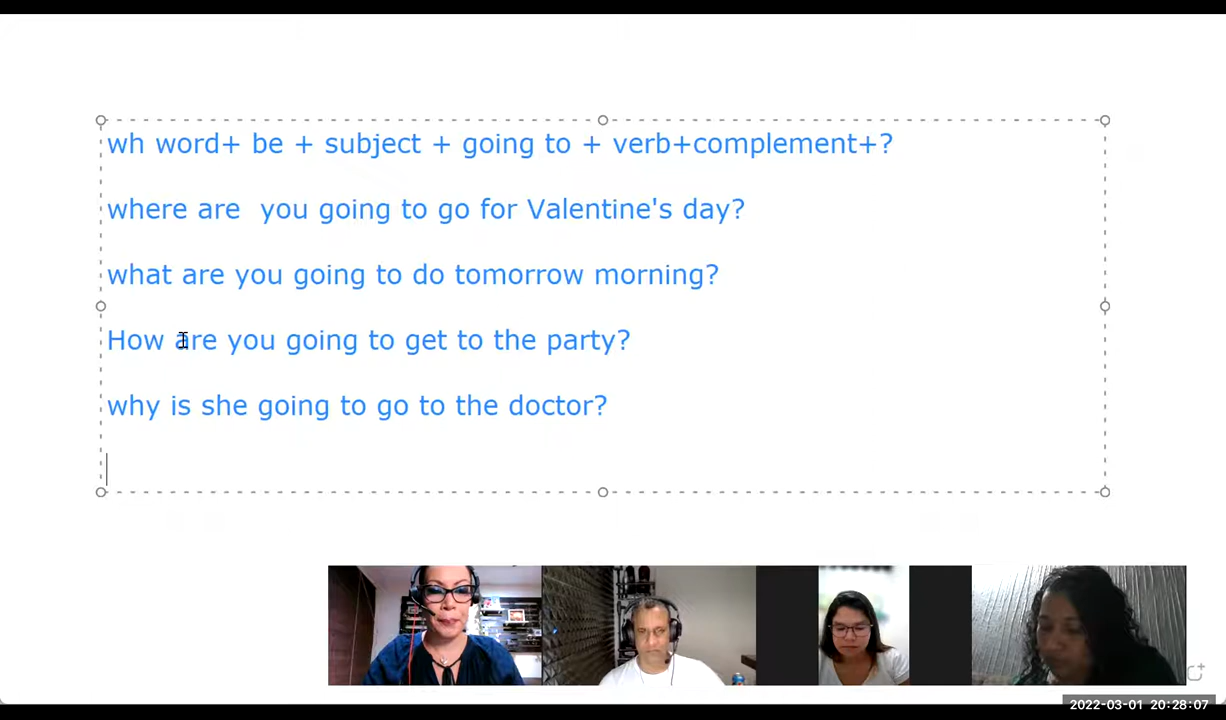 wh word+ be + subject + going to + verb+complement+?
where are  you going to go for Valentine's day?
what are you going to do tomorrow morning?
How are you going to get to the party?
why is she going to go to the doctor?
2022-03-01 20:28:07